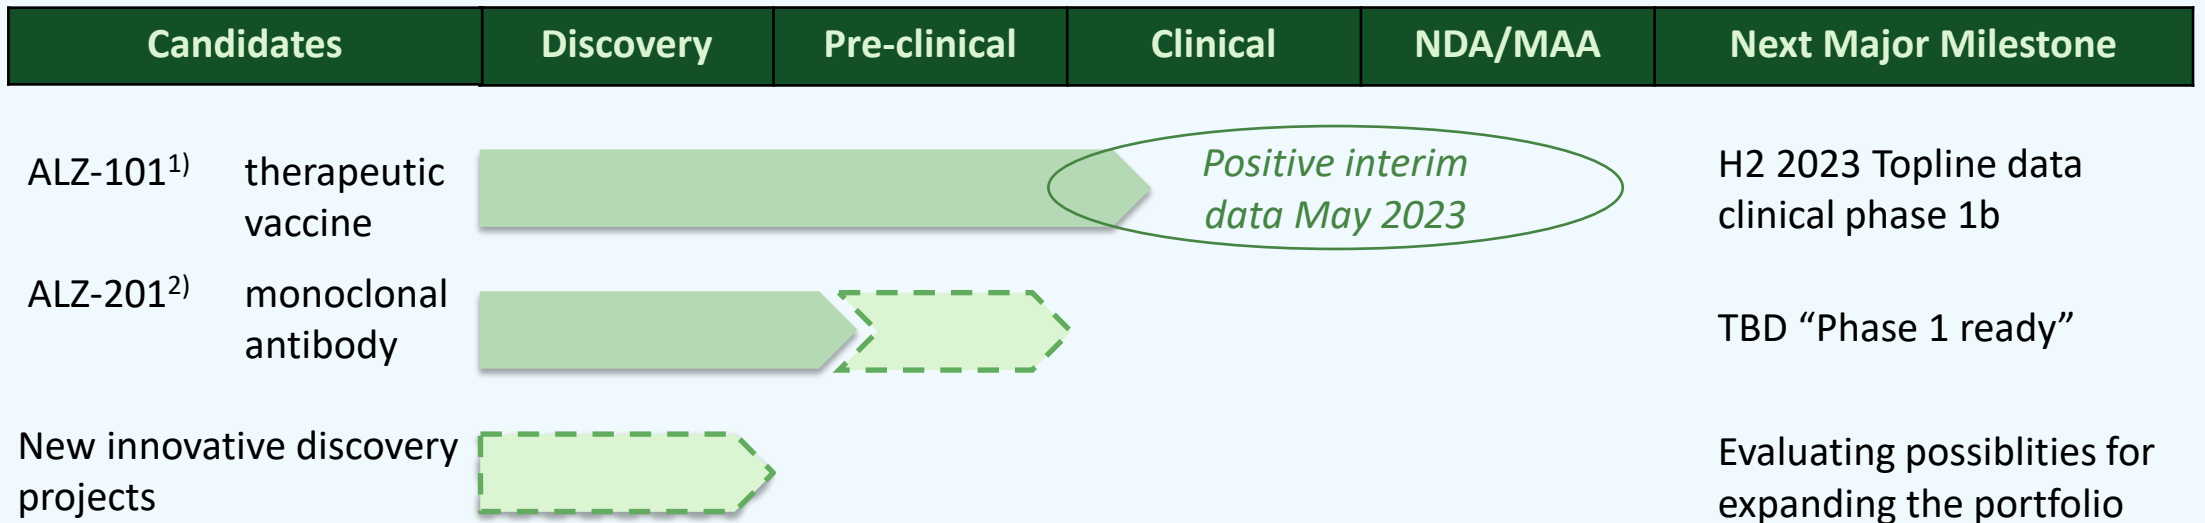 Candidates Discovery Pre-clinical Clinical NDA/MAA Next Major Milestone
ALZ-101¹⁾ therapeutic
vaccine
Positive interim
data May 2023
H2 2023 Topline data
clinical phase 1b
ALZ-201²⁾ monoclonal
antibody
TBD “Phase 1 ready”
New innovative discovery
projects
Evaluating possiblities for
expanding the portfolio